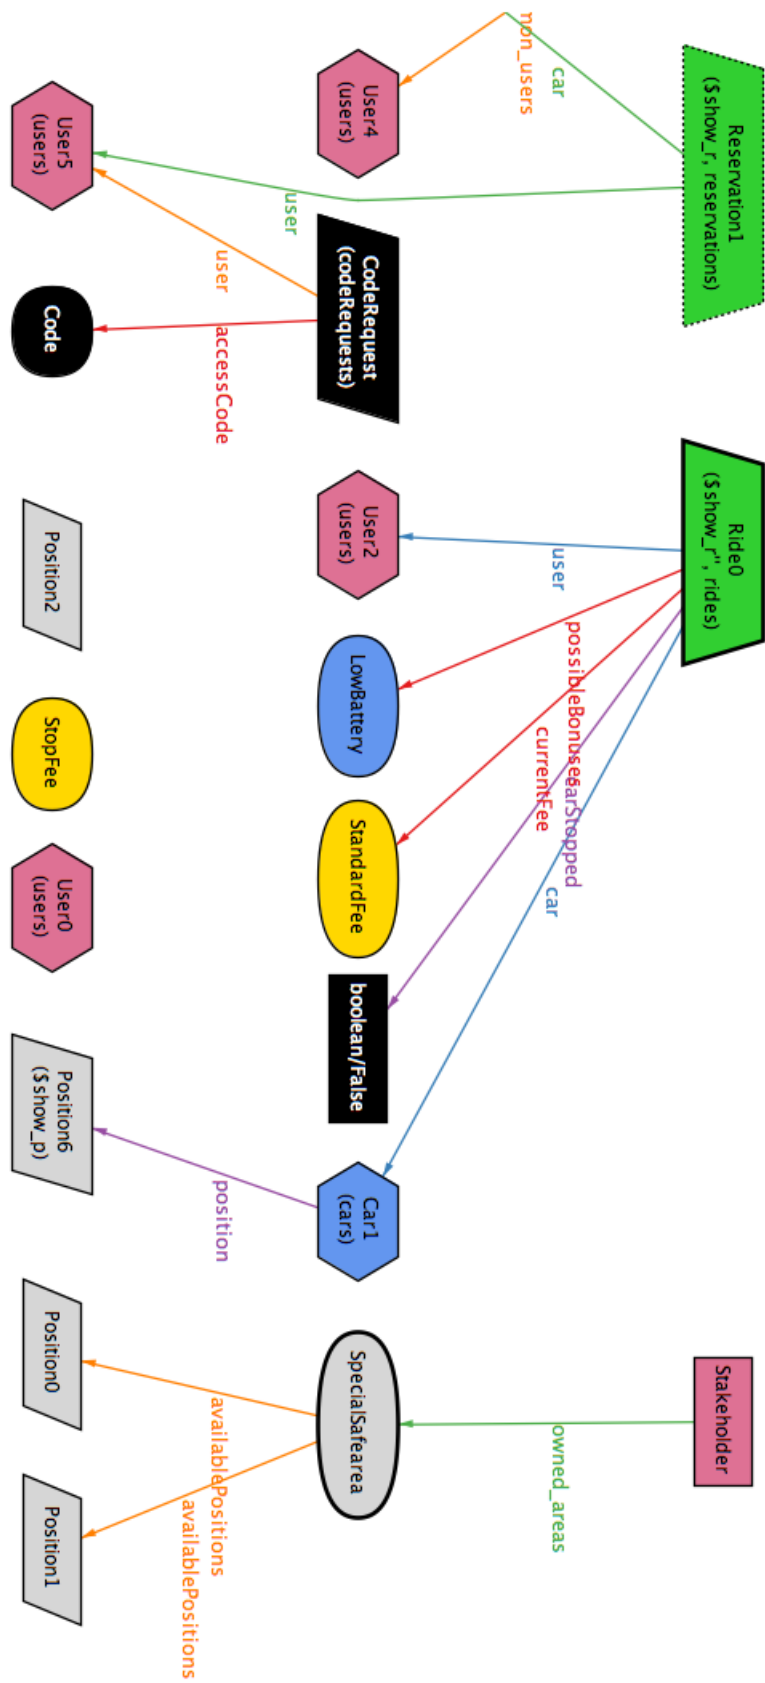 Reservation1
($show_r, reservations)
Ride0
($show_r", rides)
Stakeholder
car
non_users
user
possibleBonuses
carStopped
currentFee
car
owned_areas
User4
(users)
CodeRequest
(codeRequests)
User2
(users)
LowBattery
StandardFee
boolean/False
Car1
(cars)
SpecialSafearea
user
user
accessCode
position
availablePositions
availablePositions
User5
(users)
Code
Position2
StopFee
User0
(users)
Position6
($show_p)
Position0
Position1